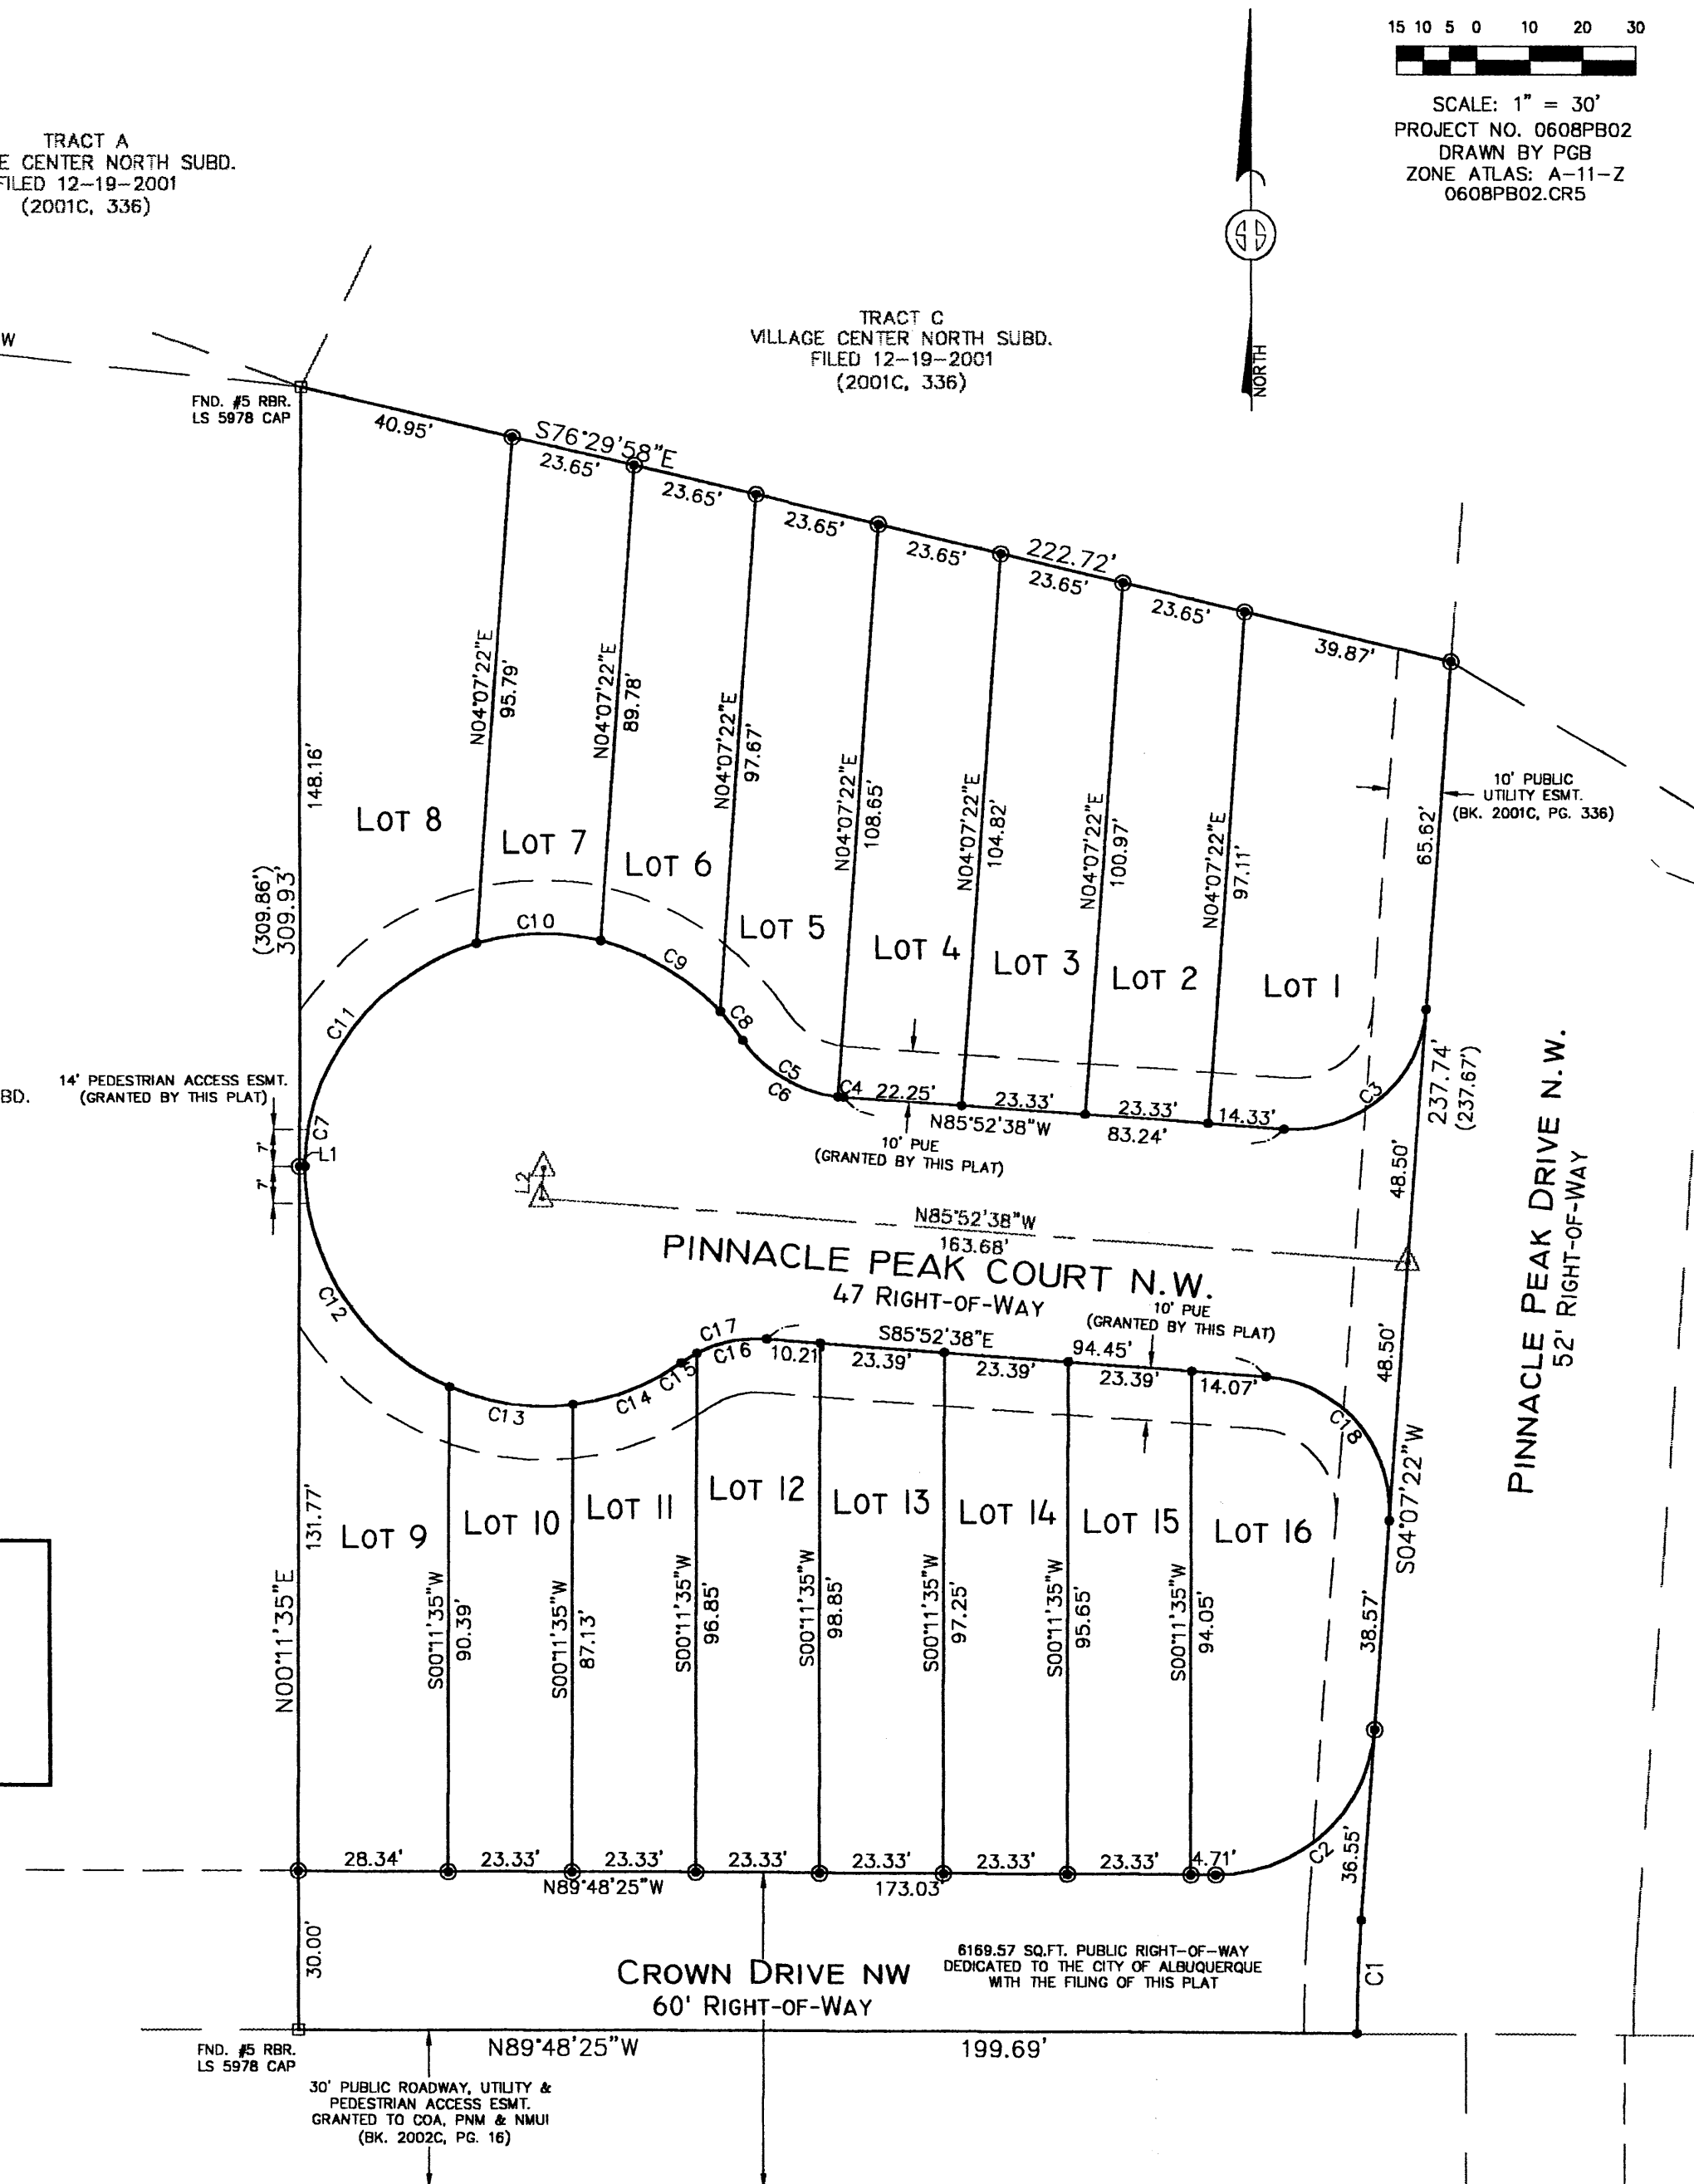 15 10 5 0 10 20 30
SCALE: 1" = 30'
PROJECT NO. 0608PB02
DRAWN BY PGB
ZONE ATLAS: A-11-Z
0608PB02.CR5
TRACT A
E CENTER NORTH SUBD.
FILED 12-19-2001
(2001C, 336)
NORTH
TRACT C
VILLAGE CENTER NORTH SUBD.
FILED 12-19-2001
(2001C, 336)
W
FND. #5 RBR.
LS 5978 CAP
40.95'
S76°29'58"E
23.65'
23.65'
23.65'
23.65'
222.72'
23.65'
23.65'
39.87'
N04°07'22"E
95.79'
N04°07'22"E
89.78'
N04°07'22"E
97.67'
N04°07'22"E
108.65'
N04°07'22"E
104.82'
N04°07'22"E
100.97'
N04°07'22"E
97.11'
65.62'
10' PUBLIC
UTILITY ESMT.
(BK. 2001C, PG. 336)
148.16'
(309.86')
309.93'
LOT 8
LOT 7
LOT 6
LOT 5
LOT 4
LOT 3
LOT 2
LOT 1
C10
C9
C8
C11
C5
C6
C4
22.25'
23.33'
23.33'
14.33'
N85°52'38"W
83.24'
C3
10' PUE
(GRANTED BY THIS PLAT)
237.74'
(237.67')
48.50'
BD.
14' PEDESTRIAN ACCESS ESMT.
(GRANTED BY THIS PLAT)
7'
7'
C7
L1
L2
N85°52'38"W
163.68'
PINNACLE PEAK COURT N.W.
47 RIGHT-OF-WAY
PINNACLE PEAK DRIVE N.W.
52' RIGHT-OF-WAY
10' PUE
(GRANTED BY THIS PLAT)
C12
C17
C16
10.21'
S85°52'38"E
23.39'
23.39'
94.45'
23.39'
14.07'
48.50'
C13
C14
C15
C18
S04°07'22"W
LOT 9
LOT 10
LOT 11
LOT 12
LOT 13
LOT 14
LOT 15
LOT 16
131.77'
N00°11'35"E
S00°11'35"W
90.39'
S00°11'35"W
87.13'
S00°11'35"W
96.85'
S00°11'35"W
98.85'
S00°11'35"W
97.25'
S00°11'35"W
95.65'
S00°11'35"W
94.05'
38.57'
28.34'
23.33'
23.33'
23.33'
23.33'
23.33'
23.33'
4.71'
C2
36.55'
N89°48'25"W
173.03'
30.00'
CROWN DRIVE NW
60' RIGHT-OF-WAY
6169.57 SQ.FT. PUBLIC RIGHT-OF-WAY
DEDICATED TO THE CITY OF ALBUQUERQUE
WITH THE FILING OF THIS PLAT
C1
FND. #5 RBR.
LS 5978 CAP
N89°48'25"W
199.69'
30' PUBLIC ROADWAY, UTILITY &
PEDESTRIAN ACCESS ESMT.
GRANTED TO COA, PNM & NMUI
(BK. 2002C, PG. 16)